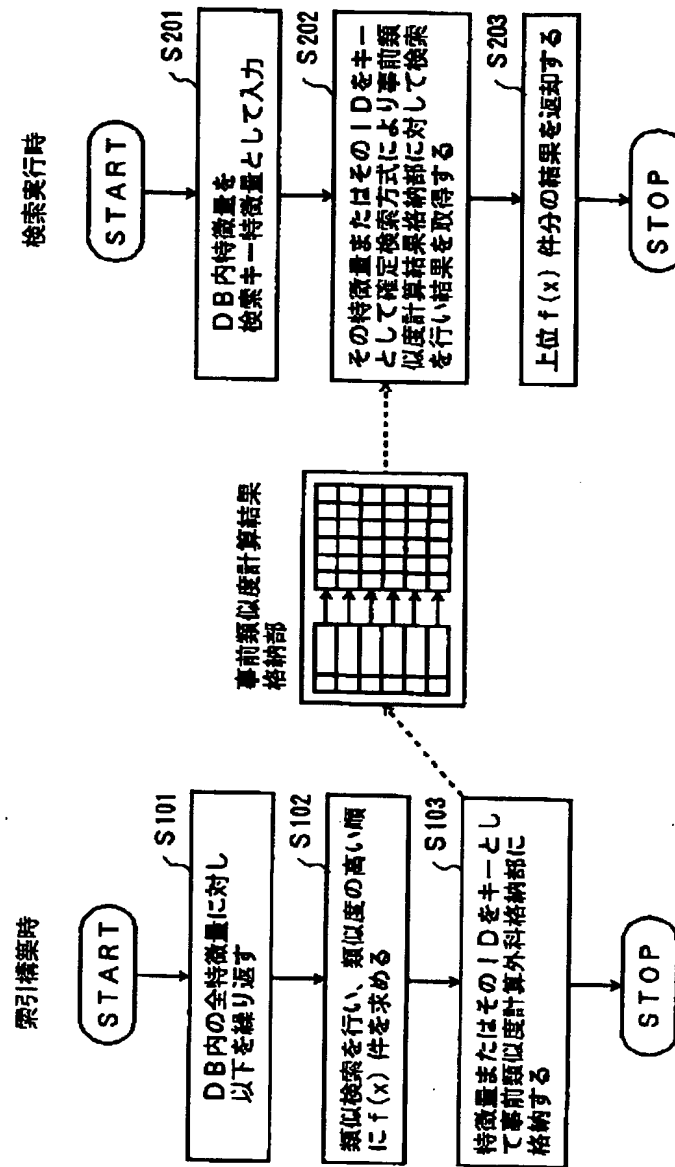 索引構築時
START
S101
DB内の全特徴量に対し
以下を繰り返す
S102
類似検索を行い、類似度の高い順
にf(x)件を求める
S103
特徴量またはそのIDをキーとし
て事前類似度計算外科格納部に
格納する
STOP
事前類似度計算結果
格納部
検索実行時
START
S201
DB内特徴量を
検索キー特徴量として入力
S202
その特徴量またはそのIDをキー
として確定検索方式により事前類
似度計算結果格納部に対して検索
を行い結果を取得する
S203
上位f(x)件分の結果を返却する
STOP